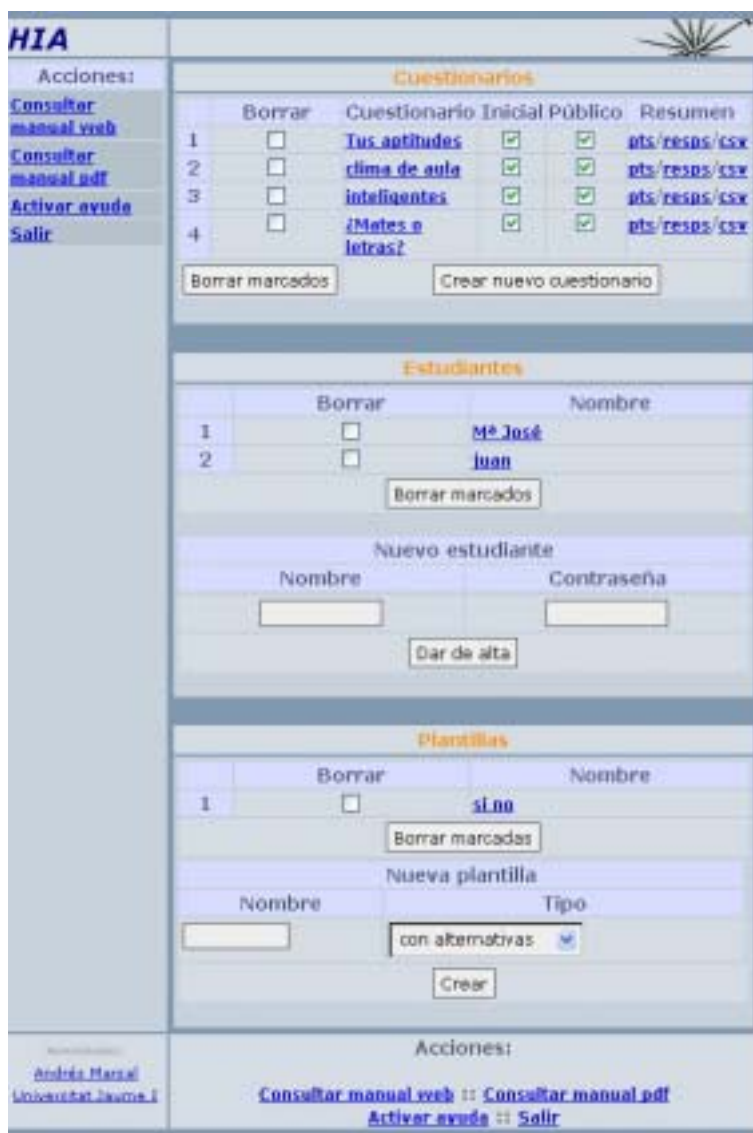 HIA
Acciones:
Consultar
manual web
Consultar
manual pdf
Activar ayuda
Salir
Cuestionarios
Borrar Cuestionario Inicial Público Resumen
1 Tus aptitudes pts/resps/csv
2 clima de aula pts/resps/csv
3 inteligentes pts/resps/csv
4 ¿Mates o letras? pts/resps/csv
Borrar marcados Crear nuevo cuestionario
Estudiantes
Borrar Nombre
1 Mª José
2 juan
Borrar marcados
Nuevo estudiante
Nombre Contraseña
Dar de alta
Plantillas
Borrar Nombre
1 si no
Borrar marcadas
Nueva plantilla
Nombre Tipo
con alternativas
Crear
Andrés Marzal
Universitat Jaume I
Acciones:
Consultar manual web :: Consultar manual pdf
Activar ayuda :: Salir